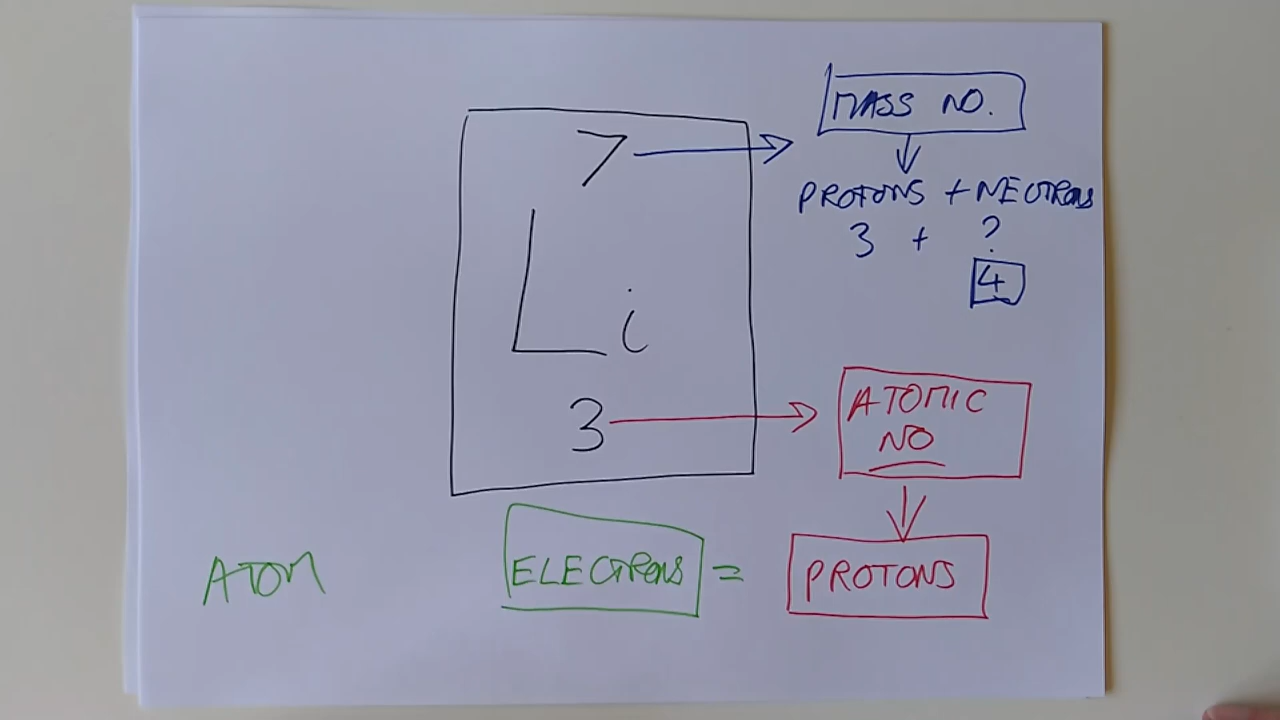 MASS NO.
7
PROTONS + NEUTRONS
3 + ?
4
Li
3
ATOMIC
NO
ATOM
ELECTRONS = PROTONS